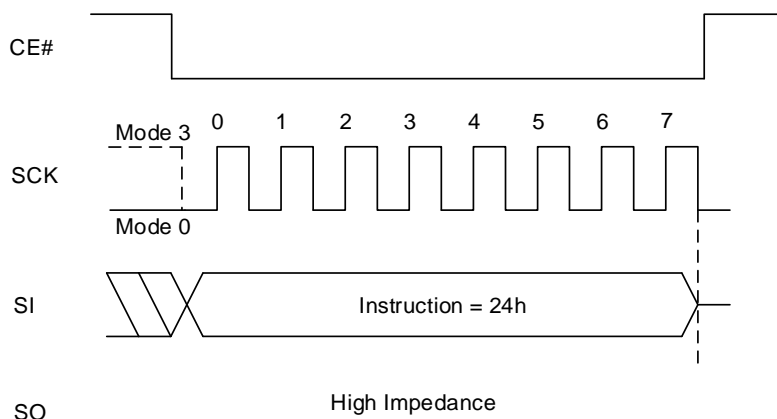 CE#
Mode 3
0 1 2 3 4 5 6 7
SCK
Mode 0
SI
Instruction = 24h
SO
High Impedance